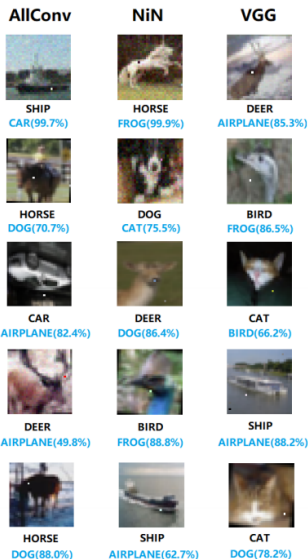 AllConv NiN VGG
SHIP HORSE DEER
CAR(99.7%) FROG(99.9%) AIRPLANE(85.3%)
HORSE DOG BIRD
DOG(70.7%) CAT(75.5%) FROG(86.5%)
CAR DEER CAT
AIRPLANE(82.4%) DOG(86.4%) BIRD(66.2%)
DEER BIRD SHIP
AIRPLANE(49.8%) FROG(88.8%) AIRPLANE(88.2%)
HORSE SHIP CAT
DOG(88.0%) AIRPLANE(62.7%) DOG(78.2%)